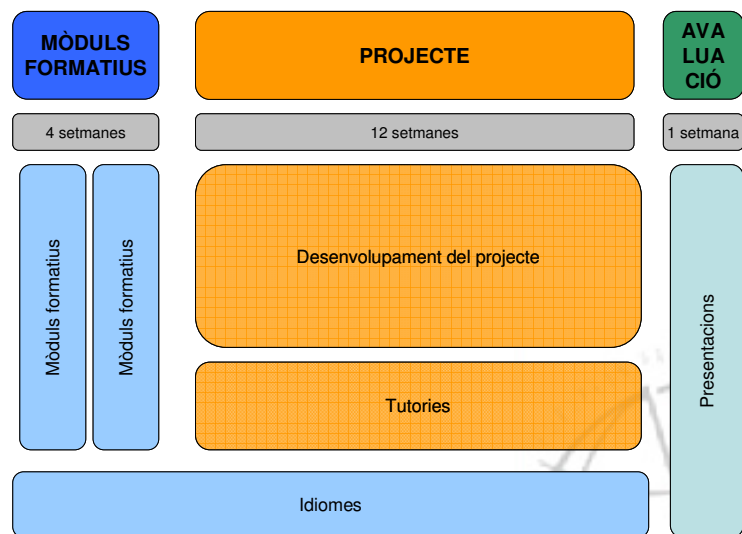 MÒDULS
FORMATIUS
PROJECTE
AVA
LUA
CIÓ
4 setmanes
12 setmanes
1 setmana
Mòduls formatius
Mòduls formatius
Desenvolupament del projecte
Tutories
Presentacions
Idiomes